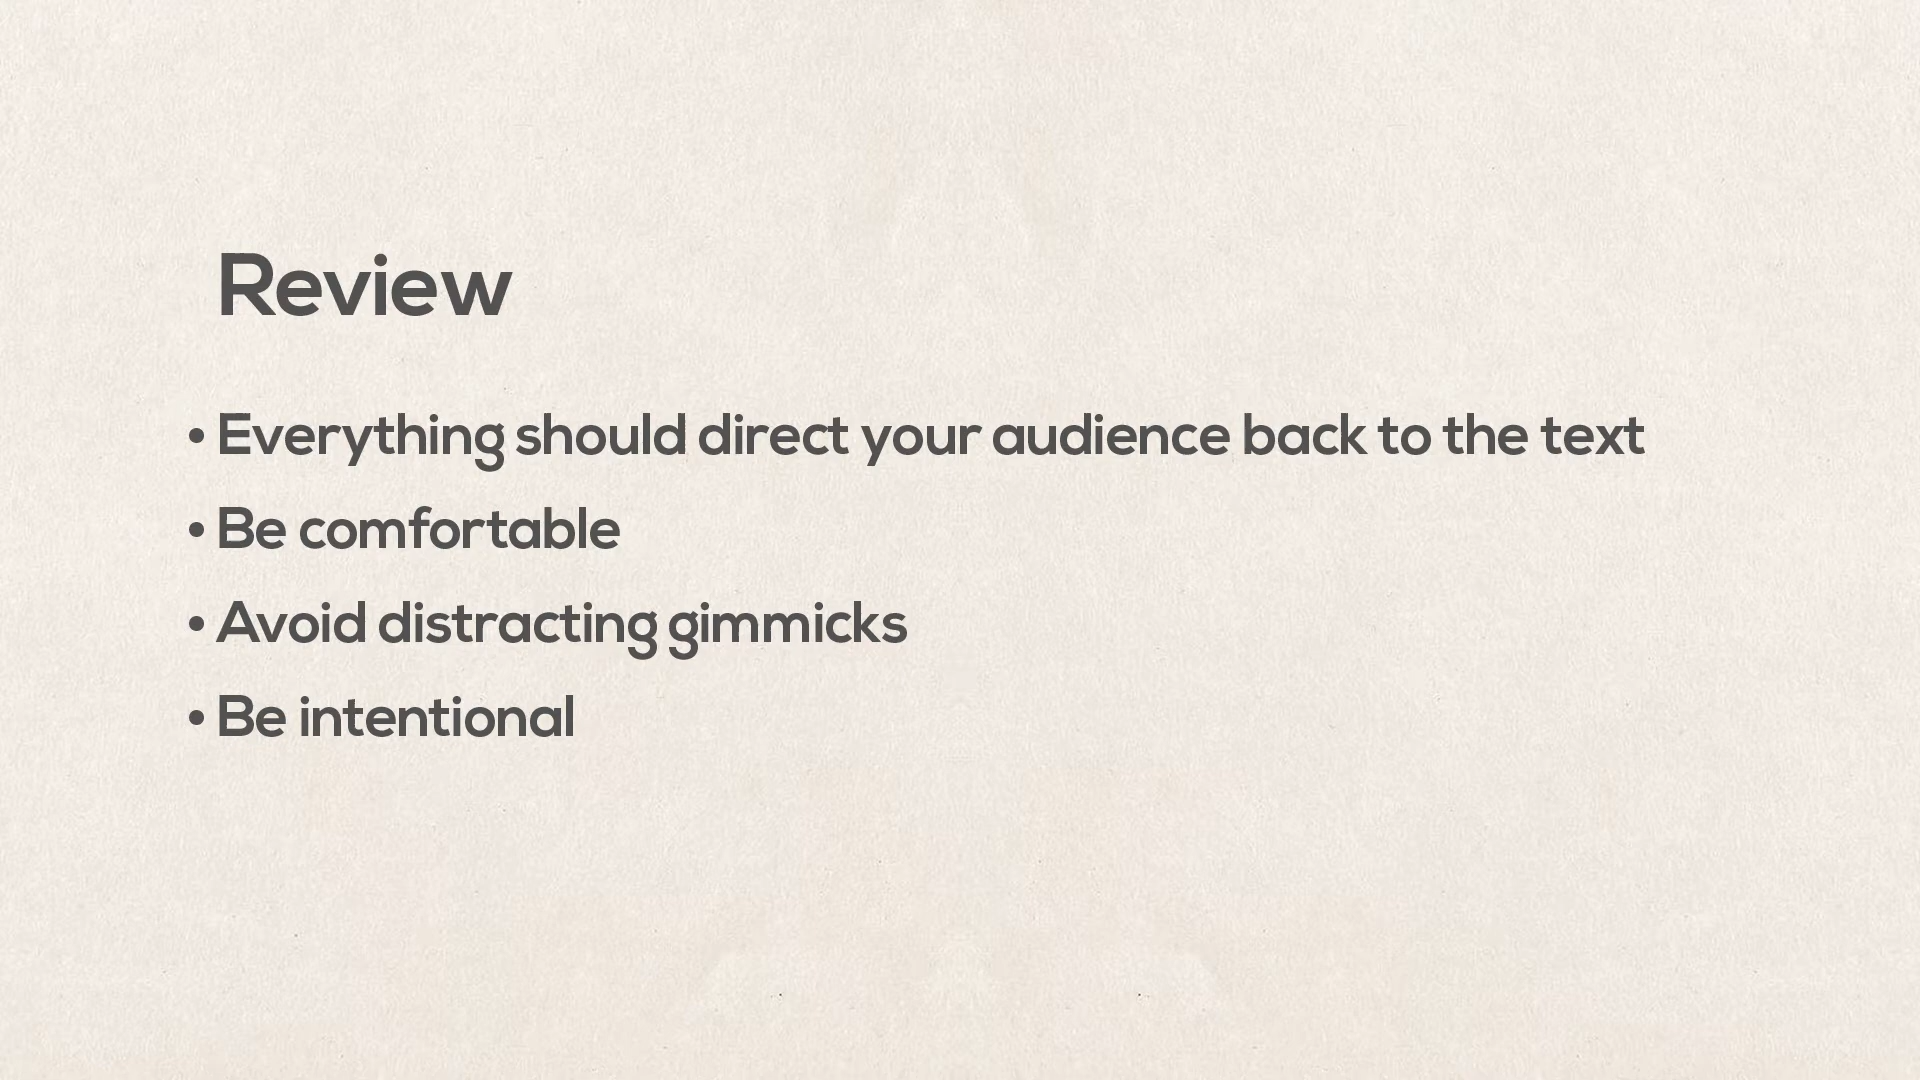 Review
• Everything should direct your audience back to the text
• Be comfortable
• Avoid distracting gimmicks
• Be intentional